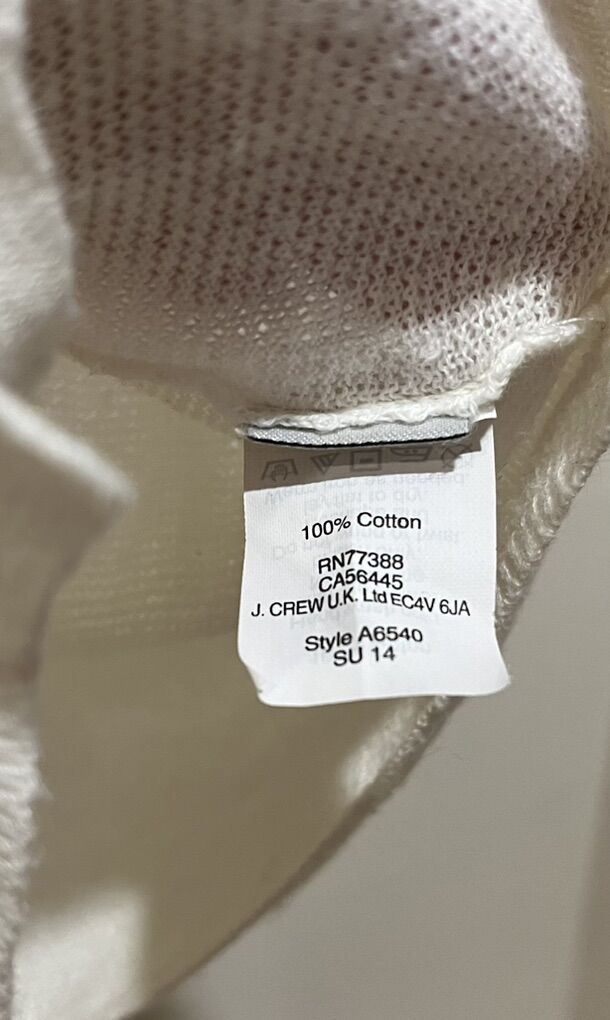 100% Cotton
RN77388
CA56445
J. CREW U.K. Ltd EC4V 6JA
Style A6540
SU 14